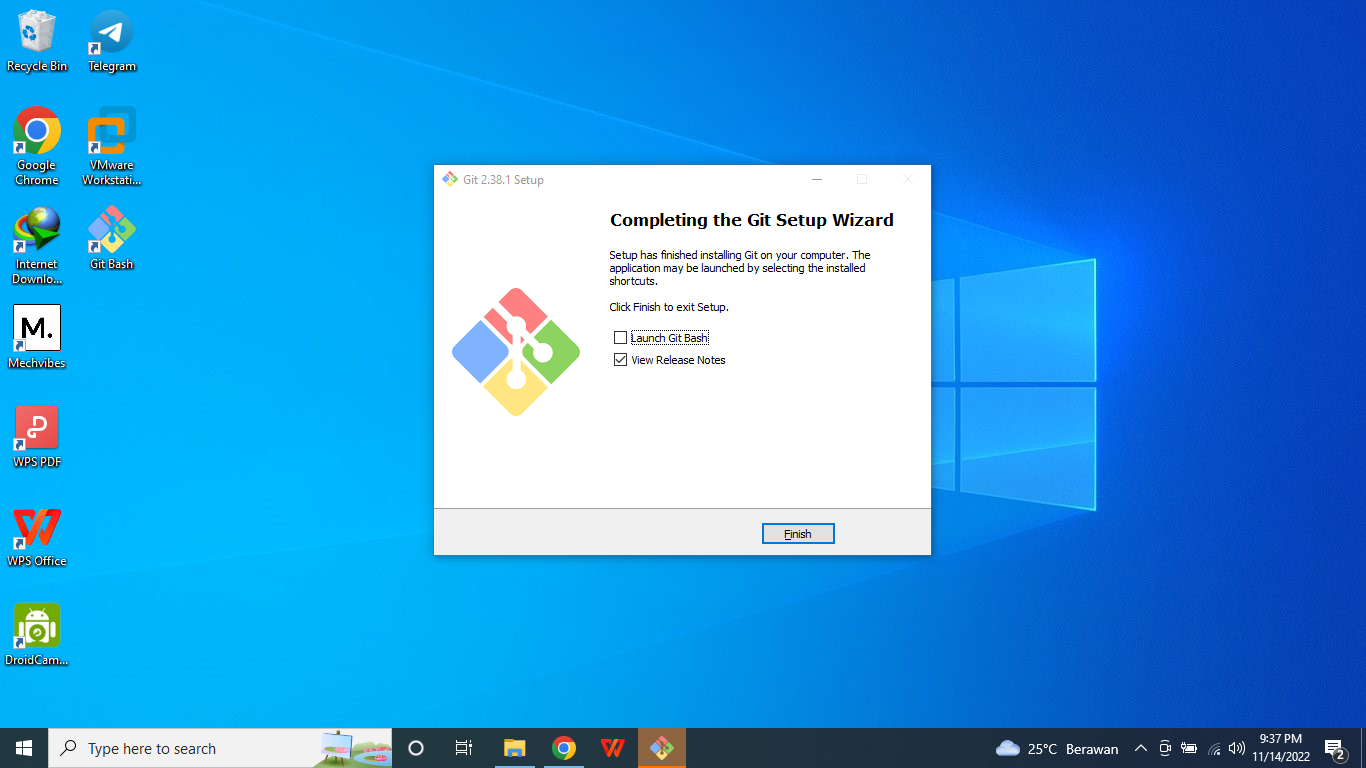 Recycle Bin
Telegram
Google
Chrome
VMware
Workstati...
Internet
Downlo...
Git Bash
M.
Mechvibes
WPS PDF
WPS Office
DroidCam...
Git 2.38.1 Setup
Completing the Git Setup Wizard
Setup has finished installing Git on your computer. The
application may be launched by selecting the installed
shortcuts.
Click Finish to exit Setup.
Launch Git Bash
View Release Notes
Finish
Type here to search
25°C Berawan
9:37 PM
11/14/2022
2